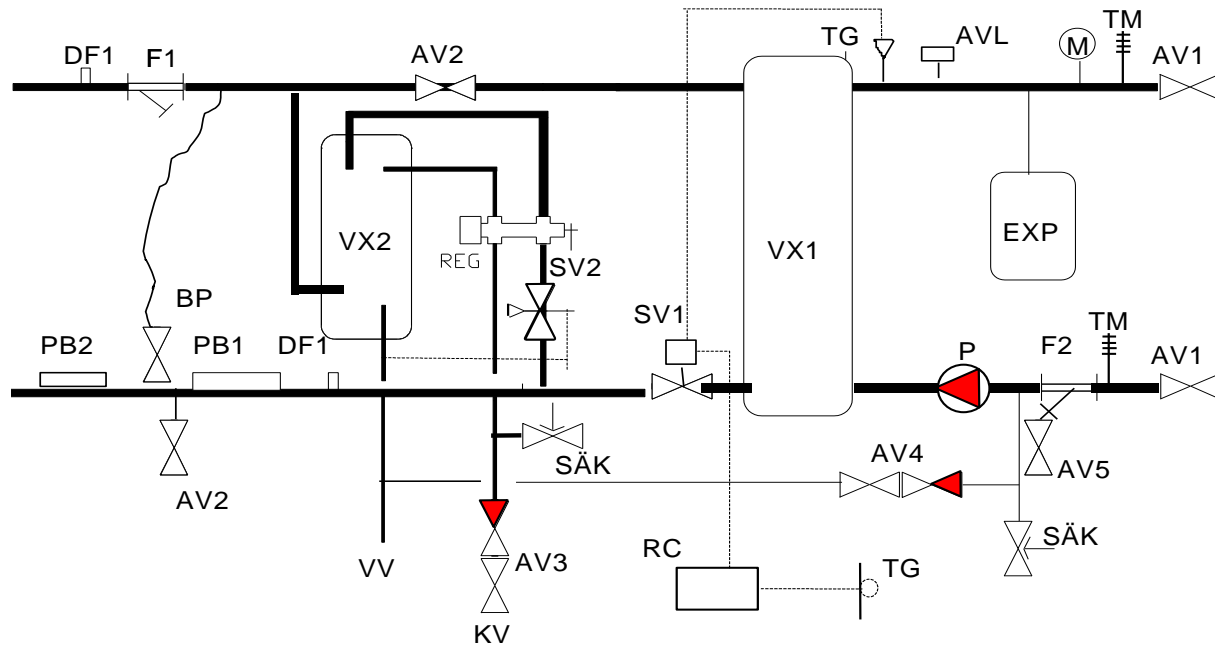 TM
DF1
F1
AV2
TG
AVL
M
AV1
VX2
REG
SV2
VX1
EXP
BP
SV1
TM
PB2
PB1
DF1
P
F2
AV1
AV2
SÄK
AV4
AV5
VV
AV3
RC
TG
SÄK
KV